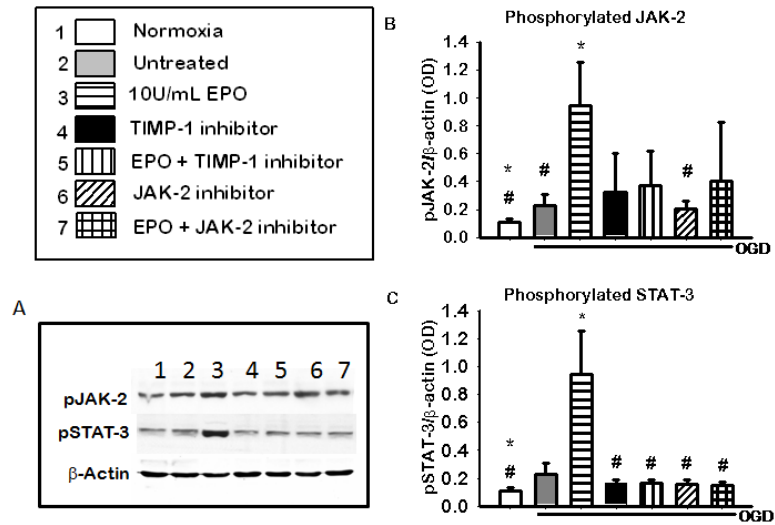 1 Normoxia
2 Untreated
3 10U/mL EPO
4 TIMP-1 inhibitor
5 EPO + TIMP-1 inhibitor
6 JAK-2 inhibitor
7 EPO + JAK-2 inhibitor
A
1 2 3 4 5 6 7
pJAK-2
pSTAT-3
β-Actin
B
Phosphorylated JAK-2
pJAK-2/β-actin (OD)
1.4
1.2
1.0
0.8
0.6
0.4
0.2
0.0
*
* # # #
OGD
C
Phosphorylated STAT-3
pSTAT-3/β-actin (OD)
1.4
1.2
1.0
0.8
0.6
0.4
0.2
0.0
*
* # # # # #
OGD